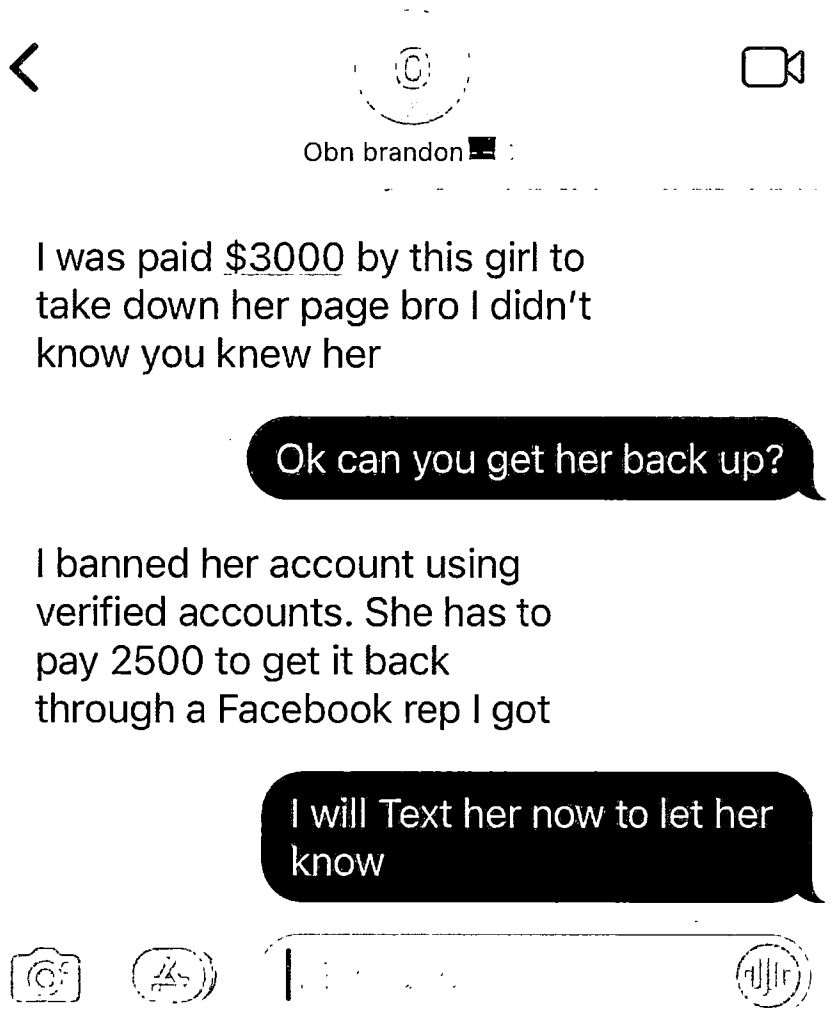 Obn brandon
I was paid $3000 by this girl to
take down her page bro I didn't
know you knew her
Ok can you get her back up?
I banned her account using
verified accounts. She has to
pay 2500 to get it back
through a Facebook rep I got
I will Text her now to let her
know